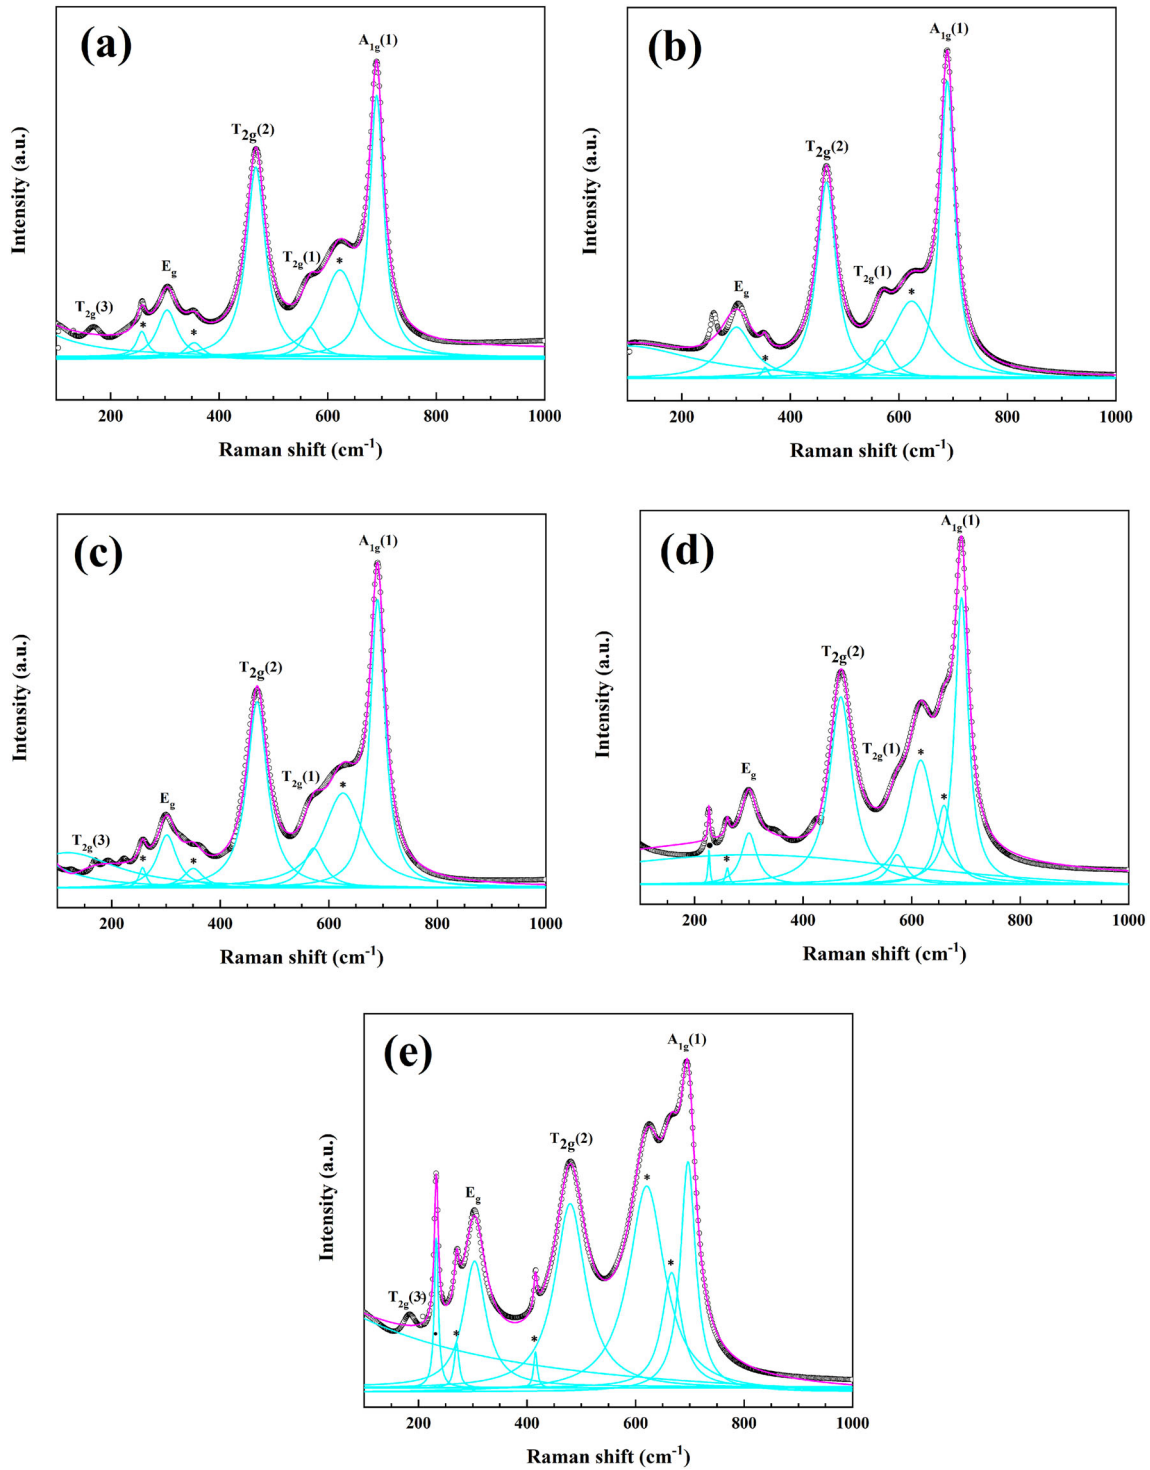 (a)
A1g(1)
T2g(2)
T2g(1)
*
Eg
T2g(3)
*
*
Intensity (a.u.)
200 400 600 800 1000
Raman shift (cm-1)
(b)
A1g(1)
T2g(2)
T2g(1)
Eg
*
*
Intensity (a.u.)
200 400 600 800 1000
Raman shift (cm-1)
(c)
A1g(1)
T2g(2)
T2g(1)
*
Eg
T2g(3)
*
*
Intensity (a.u.)
200 400 600 800 1000
Raman shift (cm-1)
(d)
A1g(1)
T2g(2)
T2g(1)
*
Eg
*
•
*
Intensity (a.u.)
200 400 600 800 1000
Raman shift (cm-1)
(e)
A1g(1)
T2g(2)
*
Eg
*
T2g(3)
•
*
*
Intensity (a.u.)
200 400 600 800 1000
Raman shift (cm-1)